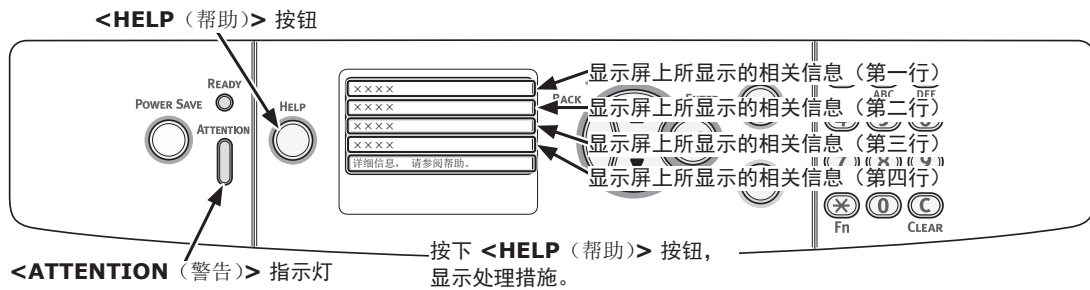 <HELP（帮助）> 按钮
READY
POWER SAVE
HELP
ATTENTION
××××
××××
××××
××××
详细信息， 请参阅帮助。
显示屏上所显示的相关信息（第一行）
BACK
显示屏上所显示的相关信息（第二行）
显示屏上所显示的相关信息（第三行）
显示屏上所显示的相关信息（第四行）
0
C
Fn
CLEAR
<ATTENTION（警告）> 指示灯
按下 <HELP（帮助）> 按钮，
显示处理措施。